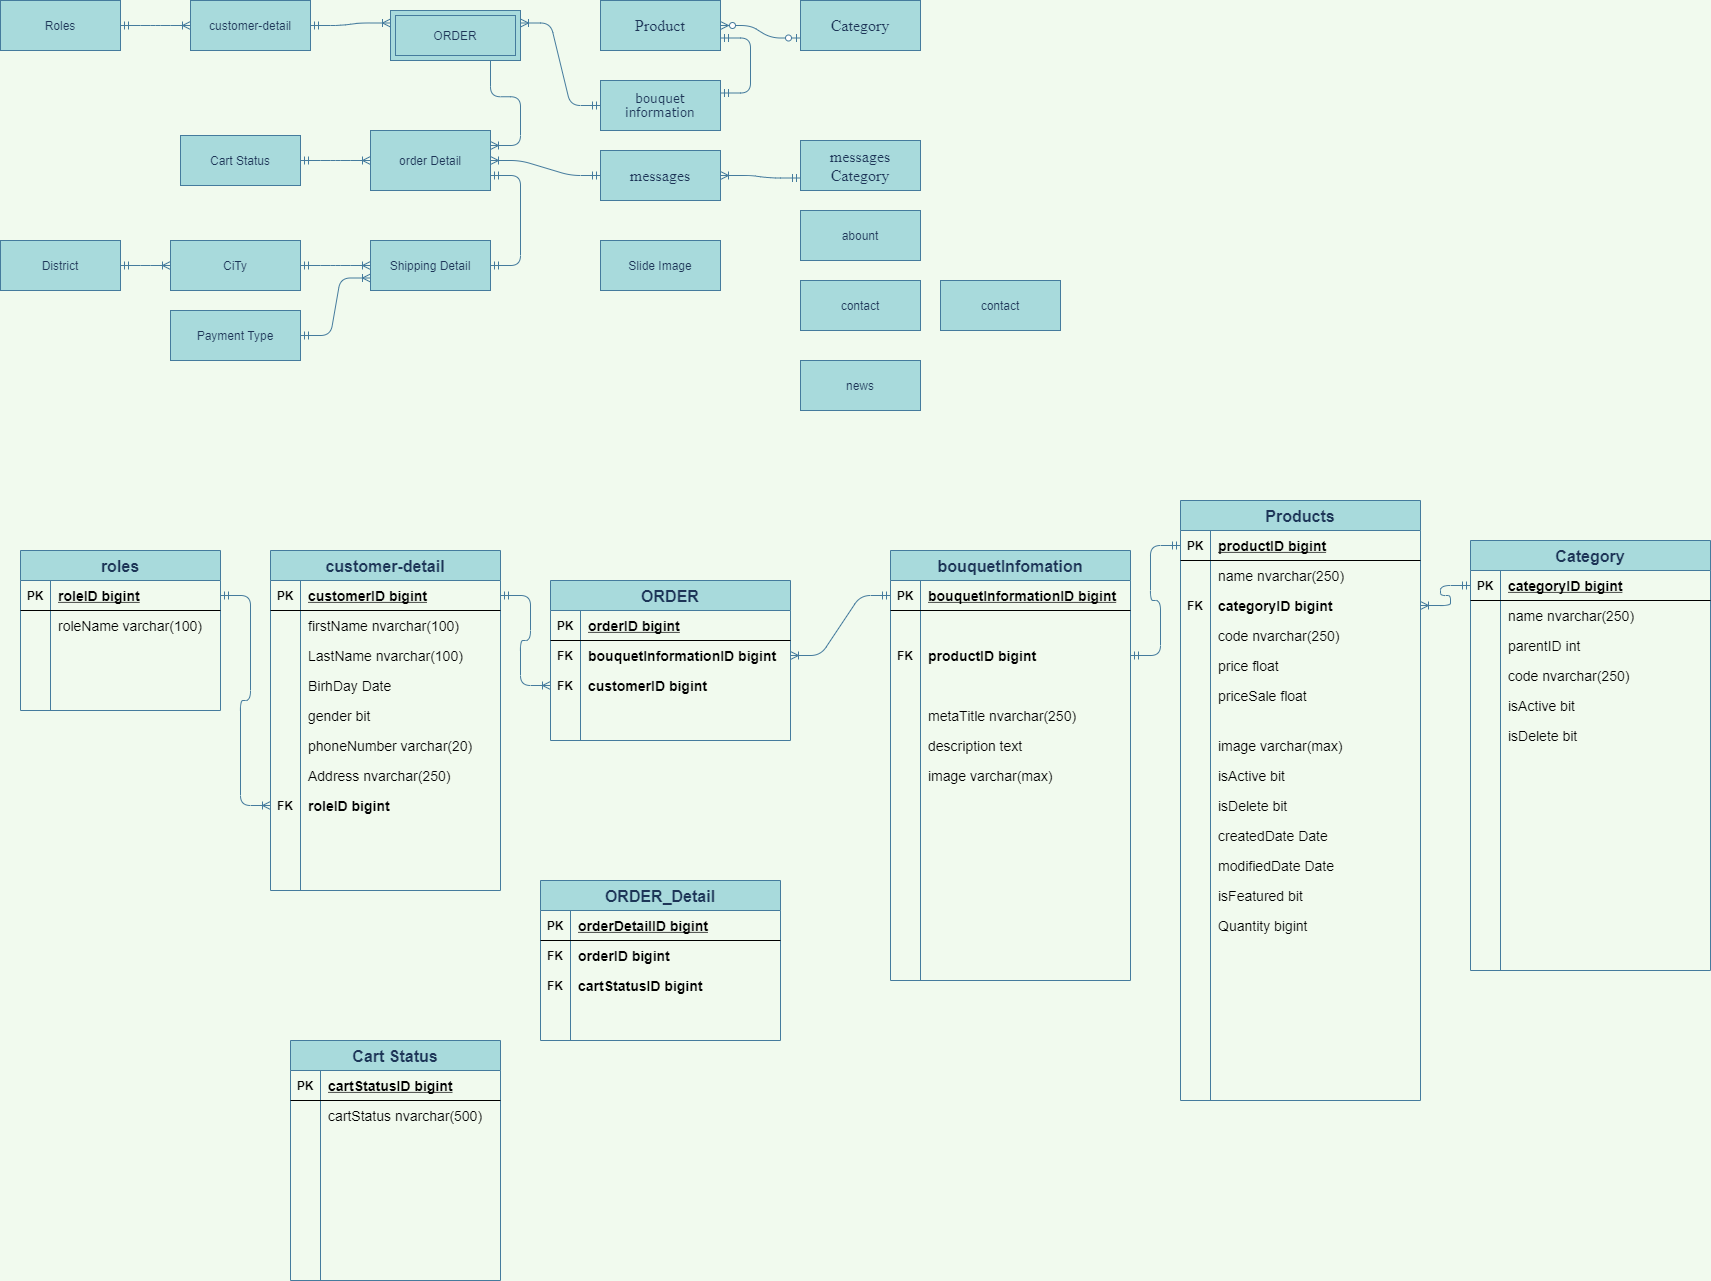 Roles
customer-detail
ORDER
Product
Category
bouquet
information
Cart Status
order Detail
messages
messages
Category
abount
District
CiTy
Shipping Detail
Slide Image
contact
contact
Payment Type
news
roles
PK roleID bigint
roleName varchar(100)
customer-detail
PK customerID bigint
firstName nvarchar(100)
LastName nvarchar(100)
BirhDay Date
gender bit
phoneNumber varchar(20)
Address nvarchar(250)
FK roleID bigint
ORDER
PK orderID bigint
FK bouquetInformationID bigint
FK customerID bigint
bouquetInfomation
PK bouquetInformationID bigint
FK productID bigint
metaTitle nvarchar(250)
description text
image varchar(max)
Products
PK productID bigint
name nvarchar(250)
FK categoryID bigint
code nvarchar(250)
price float
priceSale float
image varchar(max)
isActive bit
isDelete bit
createdDate Date
modifiedDate Date
isFeatured bit
Quantity bigint
Category
PK categoryID bigint
name nvarchar(250)
parentID int
code nvarchar(250)
isActive bit
isDelete bit
ORDER_Detail
PK orderDetailID bigint
FK orderID bigint
FK cartStatusID bigint
Cart Status
PK cartStatusID bigint
cartStatus nvarchar(500)